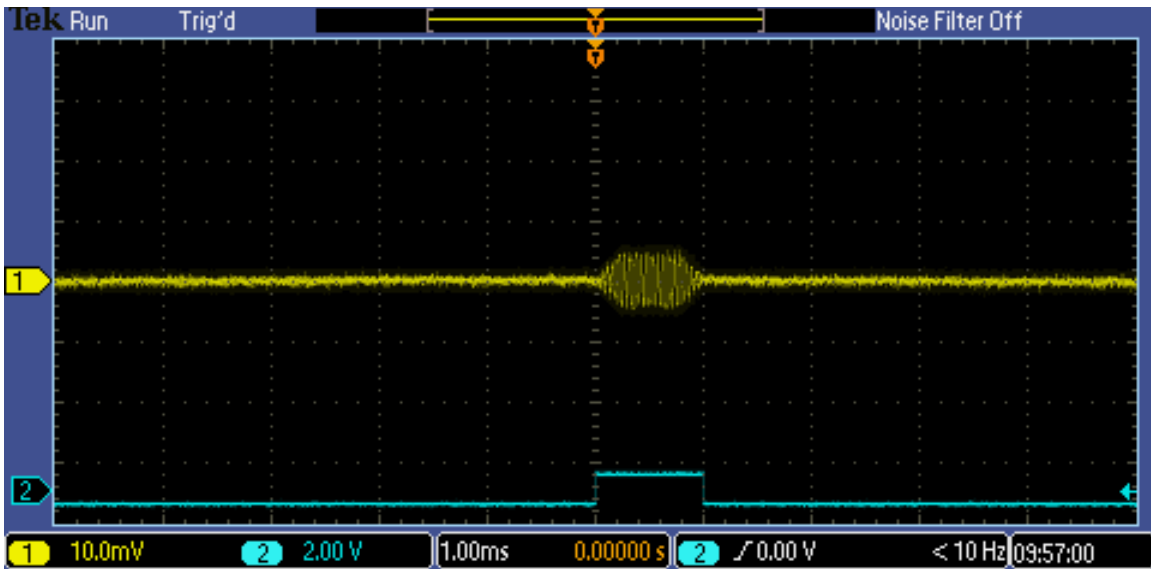 Tek Run Trig'd Noise Filter Off
T
T
1
2
1 10.0mV 2 2.00 V 1.00ms 0.00000 s 2 0.00 V < 10 Hz 09:57:00